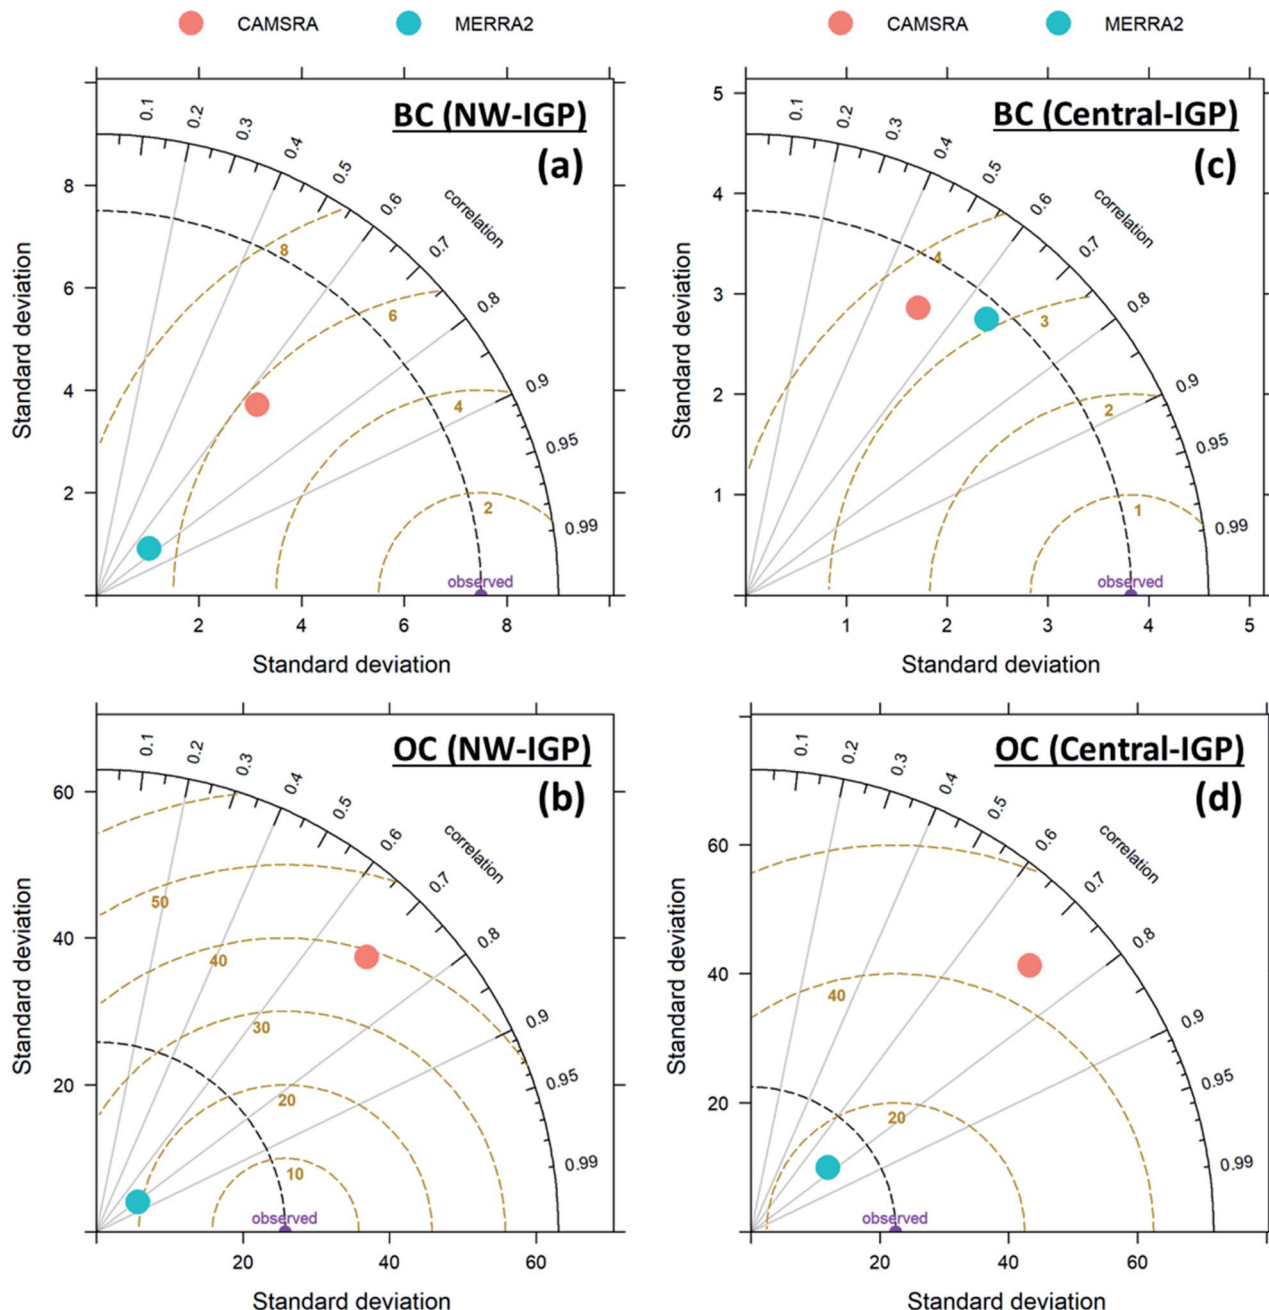 CAMSRA MERRA2 CAMSRA MERRA2
BC (NW-IGP)
(a)
0.1 0.2 0.3 0.4 0.5 0.6 0.7 0.8 0.9 0.95 0.99
correlation
8 6 4 2
Standard deviation
8
6
4
2
observed
2 4 6 8
Standard deviation
BC (Central-IGP)
(c)
0.1 0.2 0.3 0.4 0.5 0.6 0.7 0.8 0.9 0.95 0.99
correlation
5 4 3 2 1
Standard deviation
4
3
2
1
observed
1 2 3 4 5
Standard deviation
OC (NW-IGP)
(b)
0.1 0.2 0.3 0.4 0.5 0.6 0.7 0.8 0.9 0.95 0.99
correlation
60 40 20
Standard deviation
50
40
30
20
10
observed
20 40 60
Standard deviation
OC (Central-IGP)
(d)
0.1 0.2 0.3 0.4 0.5 0.6 0.7 0.8 0.9 0.95 0.99
correlation
60 40 20
Standard deviation
40
20
observed
20 40 60
Standard deviation